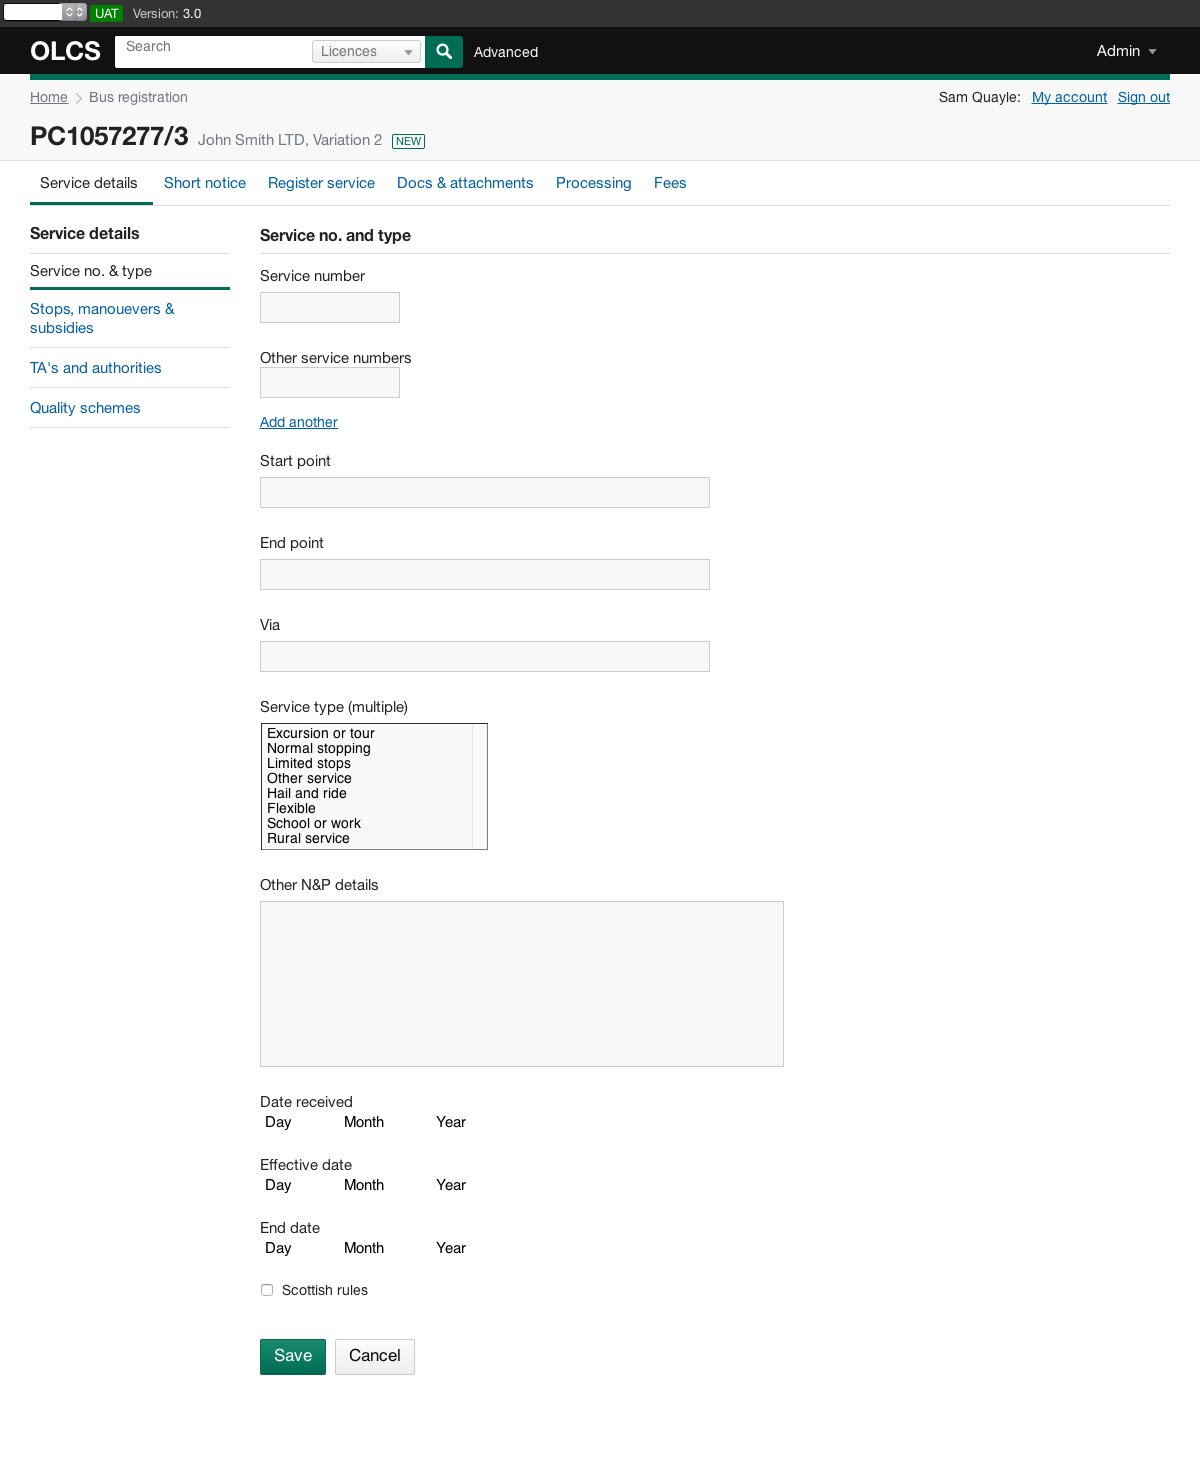 UAT Version: 3.0
OLCS Search Licences Advanced Admin
Home Bus registration Sam Quayle: My account Sign out
PC1057277/3 John Smith LTD, Variation 2 NEW
Service details Short notice Register service Docs & attachments Processing Fees
Service details
Service no. & type
Stops, manouevers &
subsidies
TA's and authorities
Quality schemes
Service no. and type
Service number
Other service numbers
Add another
Start point
End point
Via
Service type (multiple)
Excursion or tour
Normal stopping
Limited stops
Other service
Hail and ride
Flexible
School or work
Rural service
Other N&P details
Date received
Day Month Year
Effective date
Day Month Year
End date
Day Month Year
Scottish rules
Save Cancel